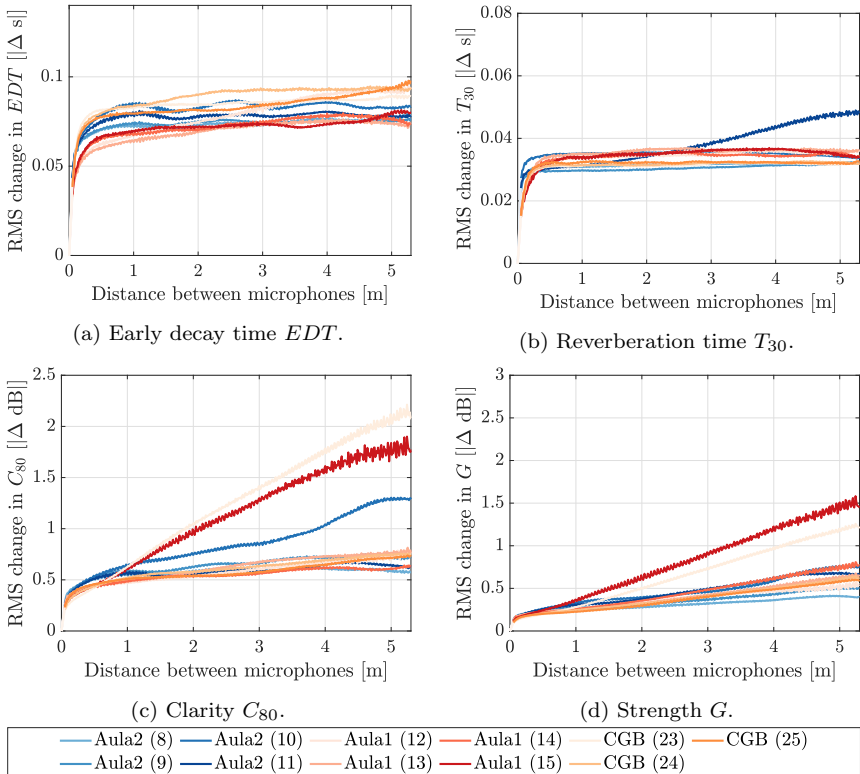 RMS change in EDT [|Δ s|]
0.1
0.05
0
0 1 2 3 4 5
Distance between microphones [m]
(a) Early decay time EDT.
RMS change in T30 [|Δ s|]
0.08
0.06
0.04
0.02
0
0 1 2 3 4 5
Distance between microphones [m]
(b) Reverberation time T30.
RMS change in C80 [|Δ dB|]
2.5
2
1.5
1
0.5
0
0 1 2 3 4 5
Distance between microphones [m]
(c) Clarity C80.
RMS change in G [|Δ dB|]
3
2.5
2
1.5
1
0.5
0
0 1 2 3 4 5
Distance between microphones [m]
(d) Strength G.
Aula2 (8) Aula2 (10) Aula1 (12) Aula1 (14) CGB (23) CGB (25)
Aula2 (9) Aula2 (11) Aula1 (13) Aula1 (15) CGB (24)